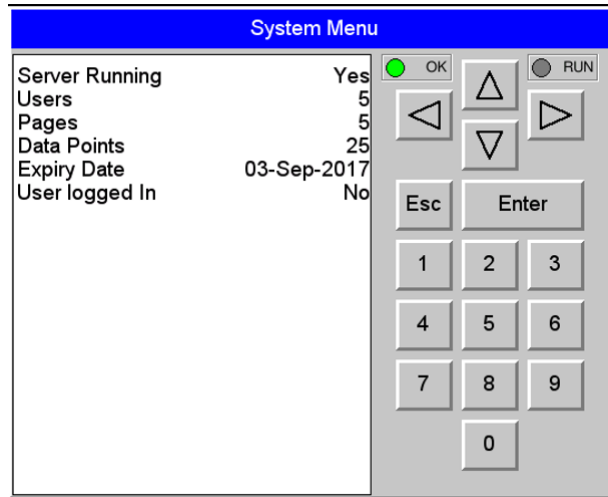 System Menu
Server Running Yes
Users 5
Pages 5
Data Points 25
Expiry Date 03-Sep-2017
User logged In No
OK RUN
Esc Enter
1 2 3
4 5 6
7 8 9
0